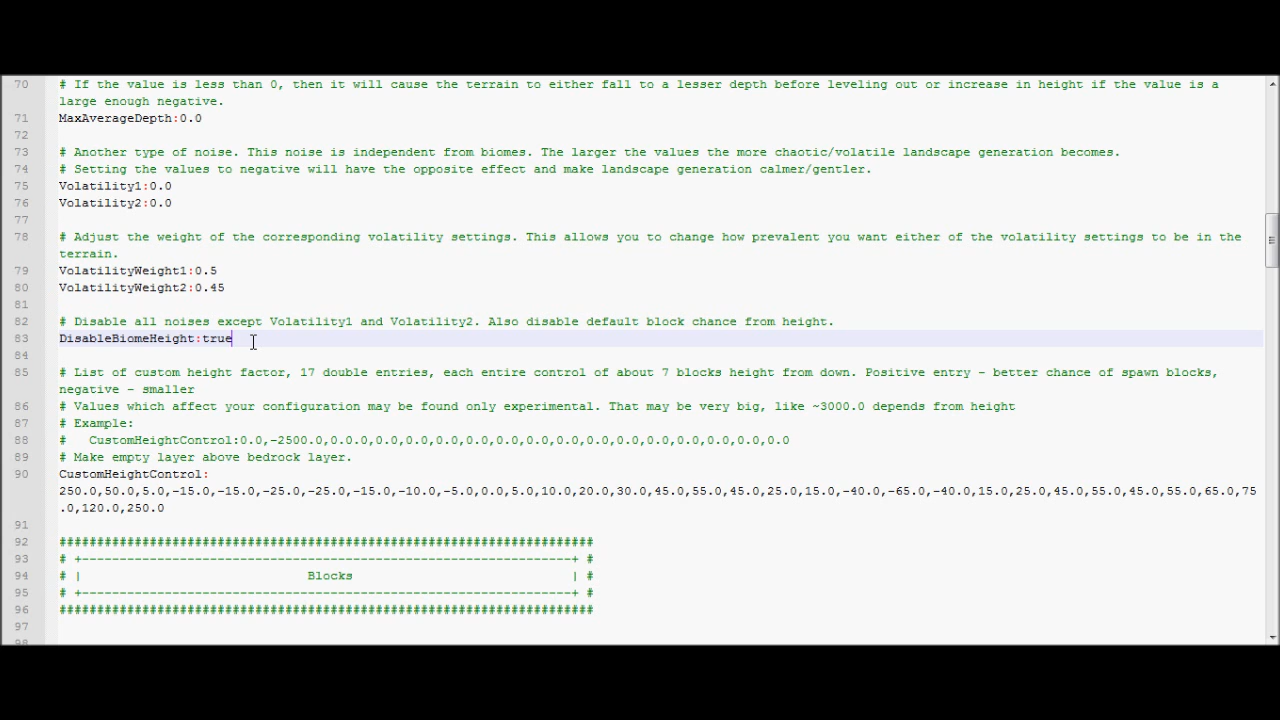 70 # If the value is less than 0, then it will cause the terrain to either fall to a lesser depth before leveling out or increase in height if the value is a
large enough negative.
71 MaxAverageDepth:0.0
72
73 # Another type of noise. This noise is independent from biomes. The larger the values the more chaotic/volatile landscape generation becomes.
74 # Setting the values to negative will have the opposite effect and make landscape generation calmer/gentler.
75 Volatility1:0.0
76 Volatility2:0.0
77
78 # Adjust the weight of the corresponding volatility settings. This allows you to change how prevalent you want either of the volatility settings to be in the
terrain.
79 VolatilityWeight1:0.5
80 VolatilityWeight2:0.45
81
82 # Disable all noises except Volatility1 and Volatility2. Also disable default block chance from height.
83 DisableBiomeHeight:true
84
85 # List of custom height factor, 17 double entries, each entire control of about 7 blocks height from down. Positive entry - better chance of spawn blocks,
negative - smaller
86 # Values which affect your configuration may be found only experimental. That may be very big, like ~3000.0 depends from height
87 # Example:
88 #   CustomHeightControl:0.0,-2500.0,0.0.0,0.0,0.0,0.0,0.0,0.0,0.0,0.0,0.0,0.0,0.0,0.0,0.0,0.0,0.0
89 # Make empty layer above bedrock layer.
90 CustomHeightControl:
250.0,50.0,5.0,-15.0,-15.0,-25.0,-25.0,-15.0,-10.0,-5.0,0.0,5.0,10.0,20.0,30.0,45.0,55.0,45.0,25.0,15.0,-40.0,-65.0,-40.0,15.0,25.0,45.0,55.0,45.0,55.0,65.0,75
.0,120.0,250.0
91
92 #######################################################################
93 # +-----------------------------------------------------------------+ #
94 # |                              Blocks                             | #
95 # +-----------------------------------------------------------------+ #
96 #######################################################################
97
98